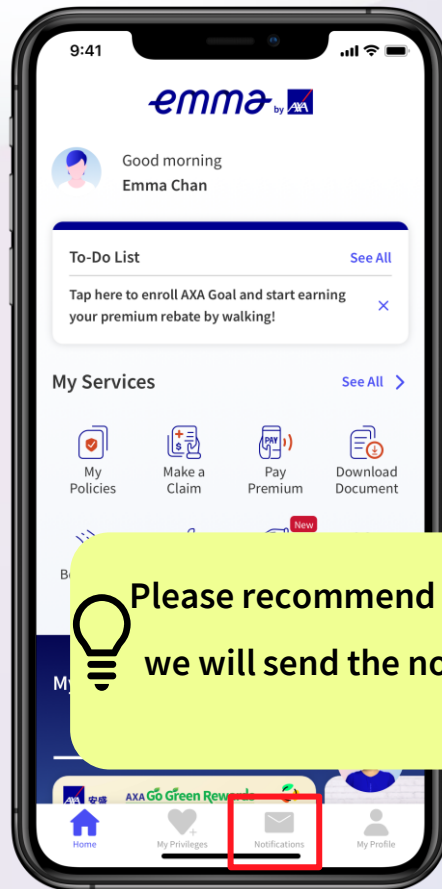 9:41
emma by AXA
Good morning
Emma Chan
To-Do List
See All
Tap here to enroll AXA Goal and start earning
your premium rebate by walking!
My Services
See All
My Policies
Make a Claim
Pay Premium
Download Document
New
Please recommend
we will send the no
AXA 安盛
AXA Go Green Rewards
Home
My Privileges
Notifications
My Profile